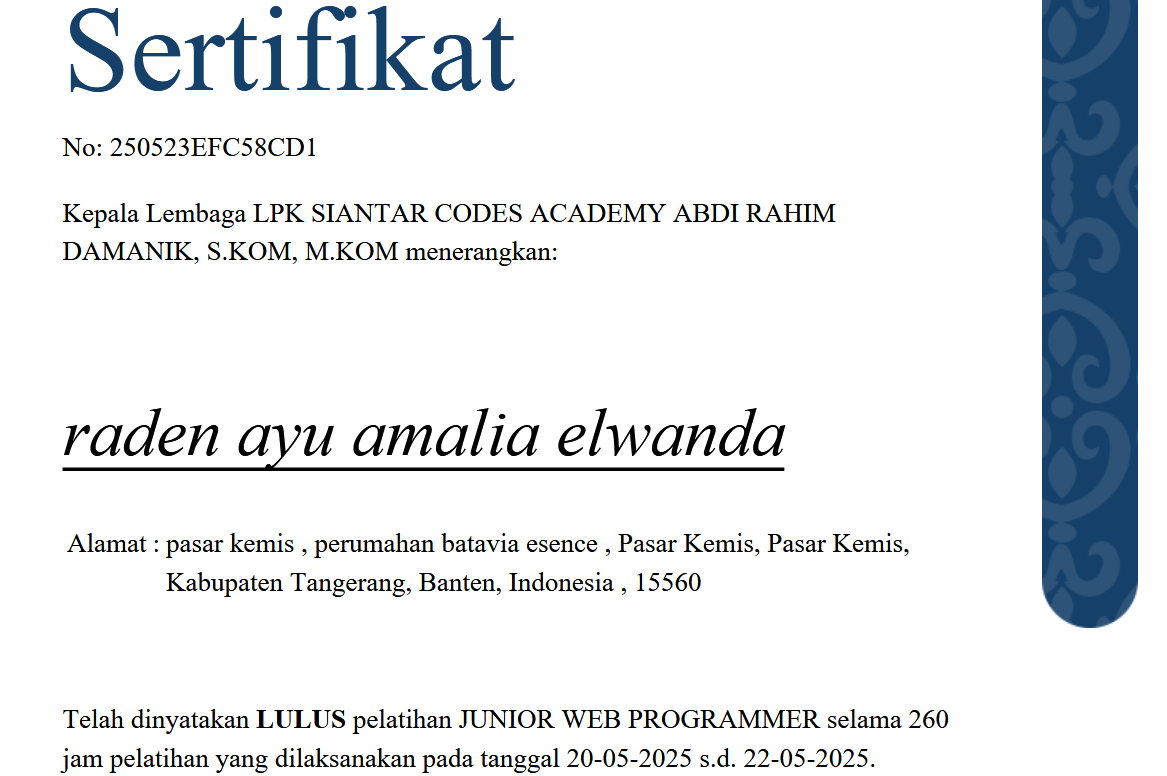 Sertifikat
No: 250523EFC58CD1
Kepala Lembaga LPK SIANTAR CODES ACADEMY ABDI RAHIM
DAMANIK, S.KOM, M.KOM menerangkan:
raden ayu amalia elwanda
Alamat : pasar kemis , perumahan batavia esence , Pasar Kemis, Pasar Kemis,
Kabupaten Tangerang, Banten, Indonesia , 15560
Telah dinyatakan LULUS pelatihan JUNIOR WEB PROGRAMMER selama 260
jam pelatihan yang dilaksanakan pada tanggal 20-05-2025 s.d. 22-05-2025.